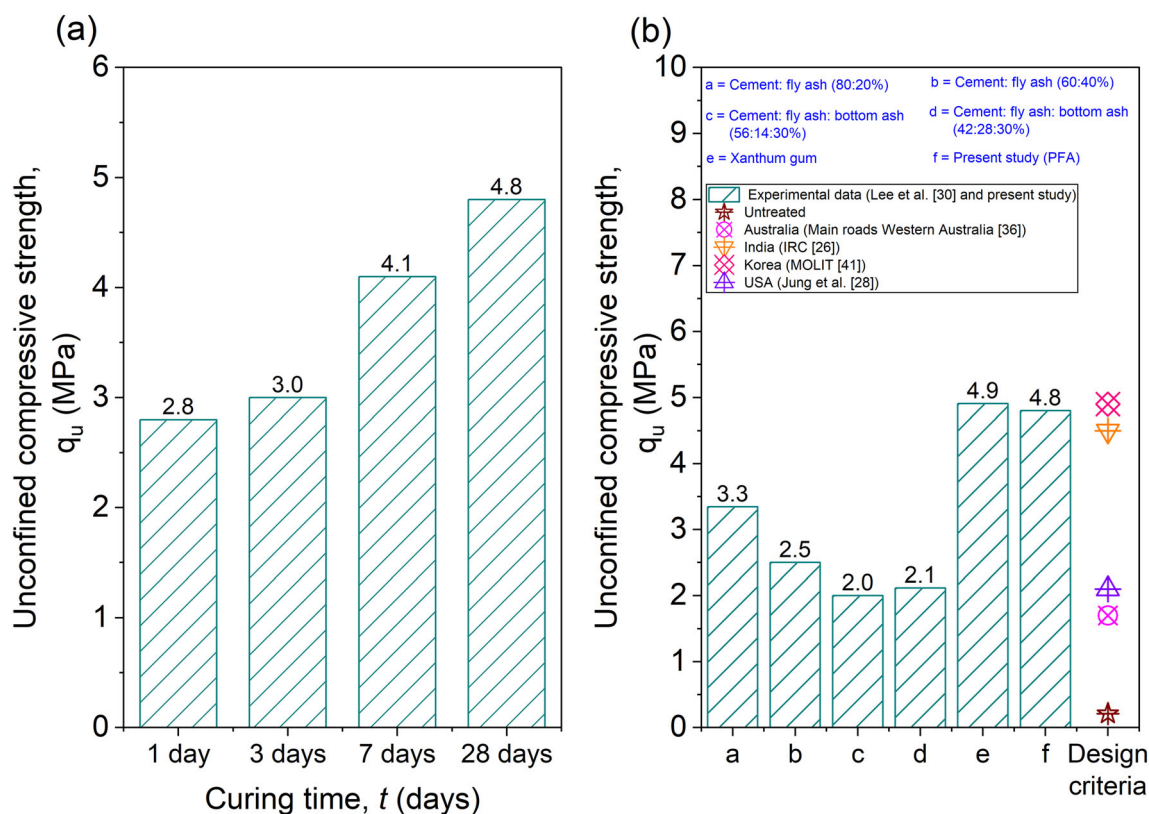 (a)
Unconfined compressive strength,
qu (MPa)
6
5
4
3
2
1
0
2.8
3.0
4.1
4.8
1 day
3 days
7 days
28 days
Curing time, t (days)
(b)
Unconfined compressive strength,
qu (MPa)
10
9
8
7
6
5
4
3
2
1
0
a = Cement: fly ash (80:20%)
b = Cement: fly ash (60:40%)
c = Cement: fly ash: bottom ash
(56:14:30%)
d = Cement: fly ash: bottom ash
(42:28:30%)
e = Xanthum gum
f = Present study (PFA)
Experimental data (Lee et al. [30] and present study)
Untreated
Australia (Main roads Western Australia [36])
India (IRC [26])
Korea (MOLIT [41])
USA (Jung et al. [28])
3.3
2.5
2.0
2.1
4.9
4.8
a
b
c
d
e
f
Design
criteria